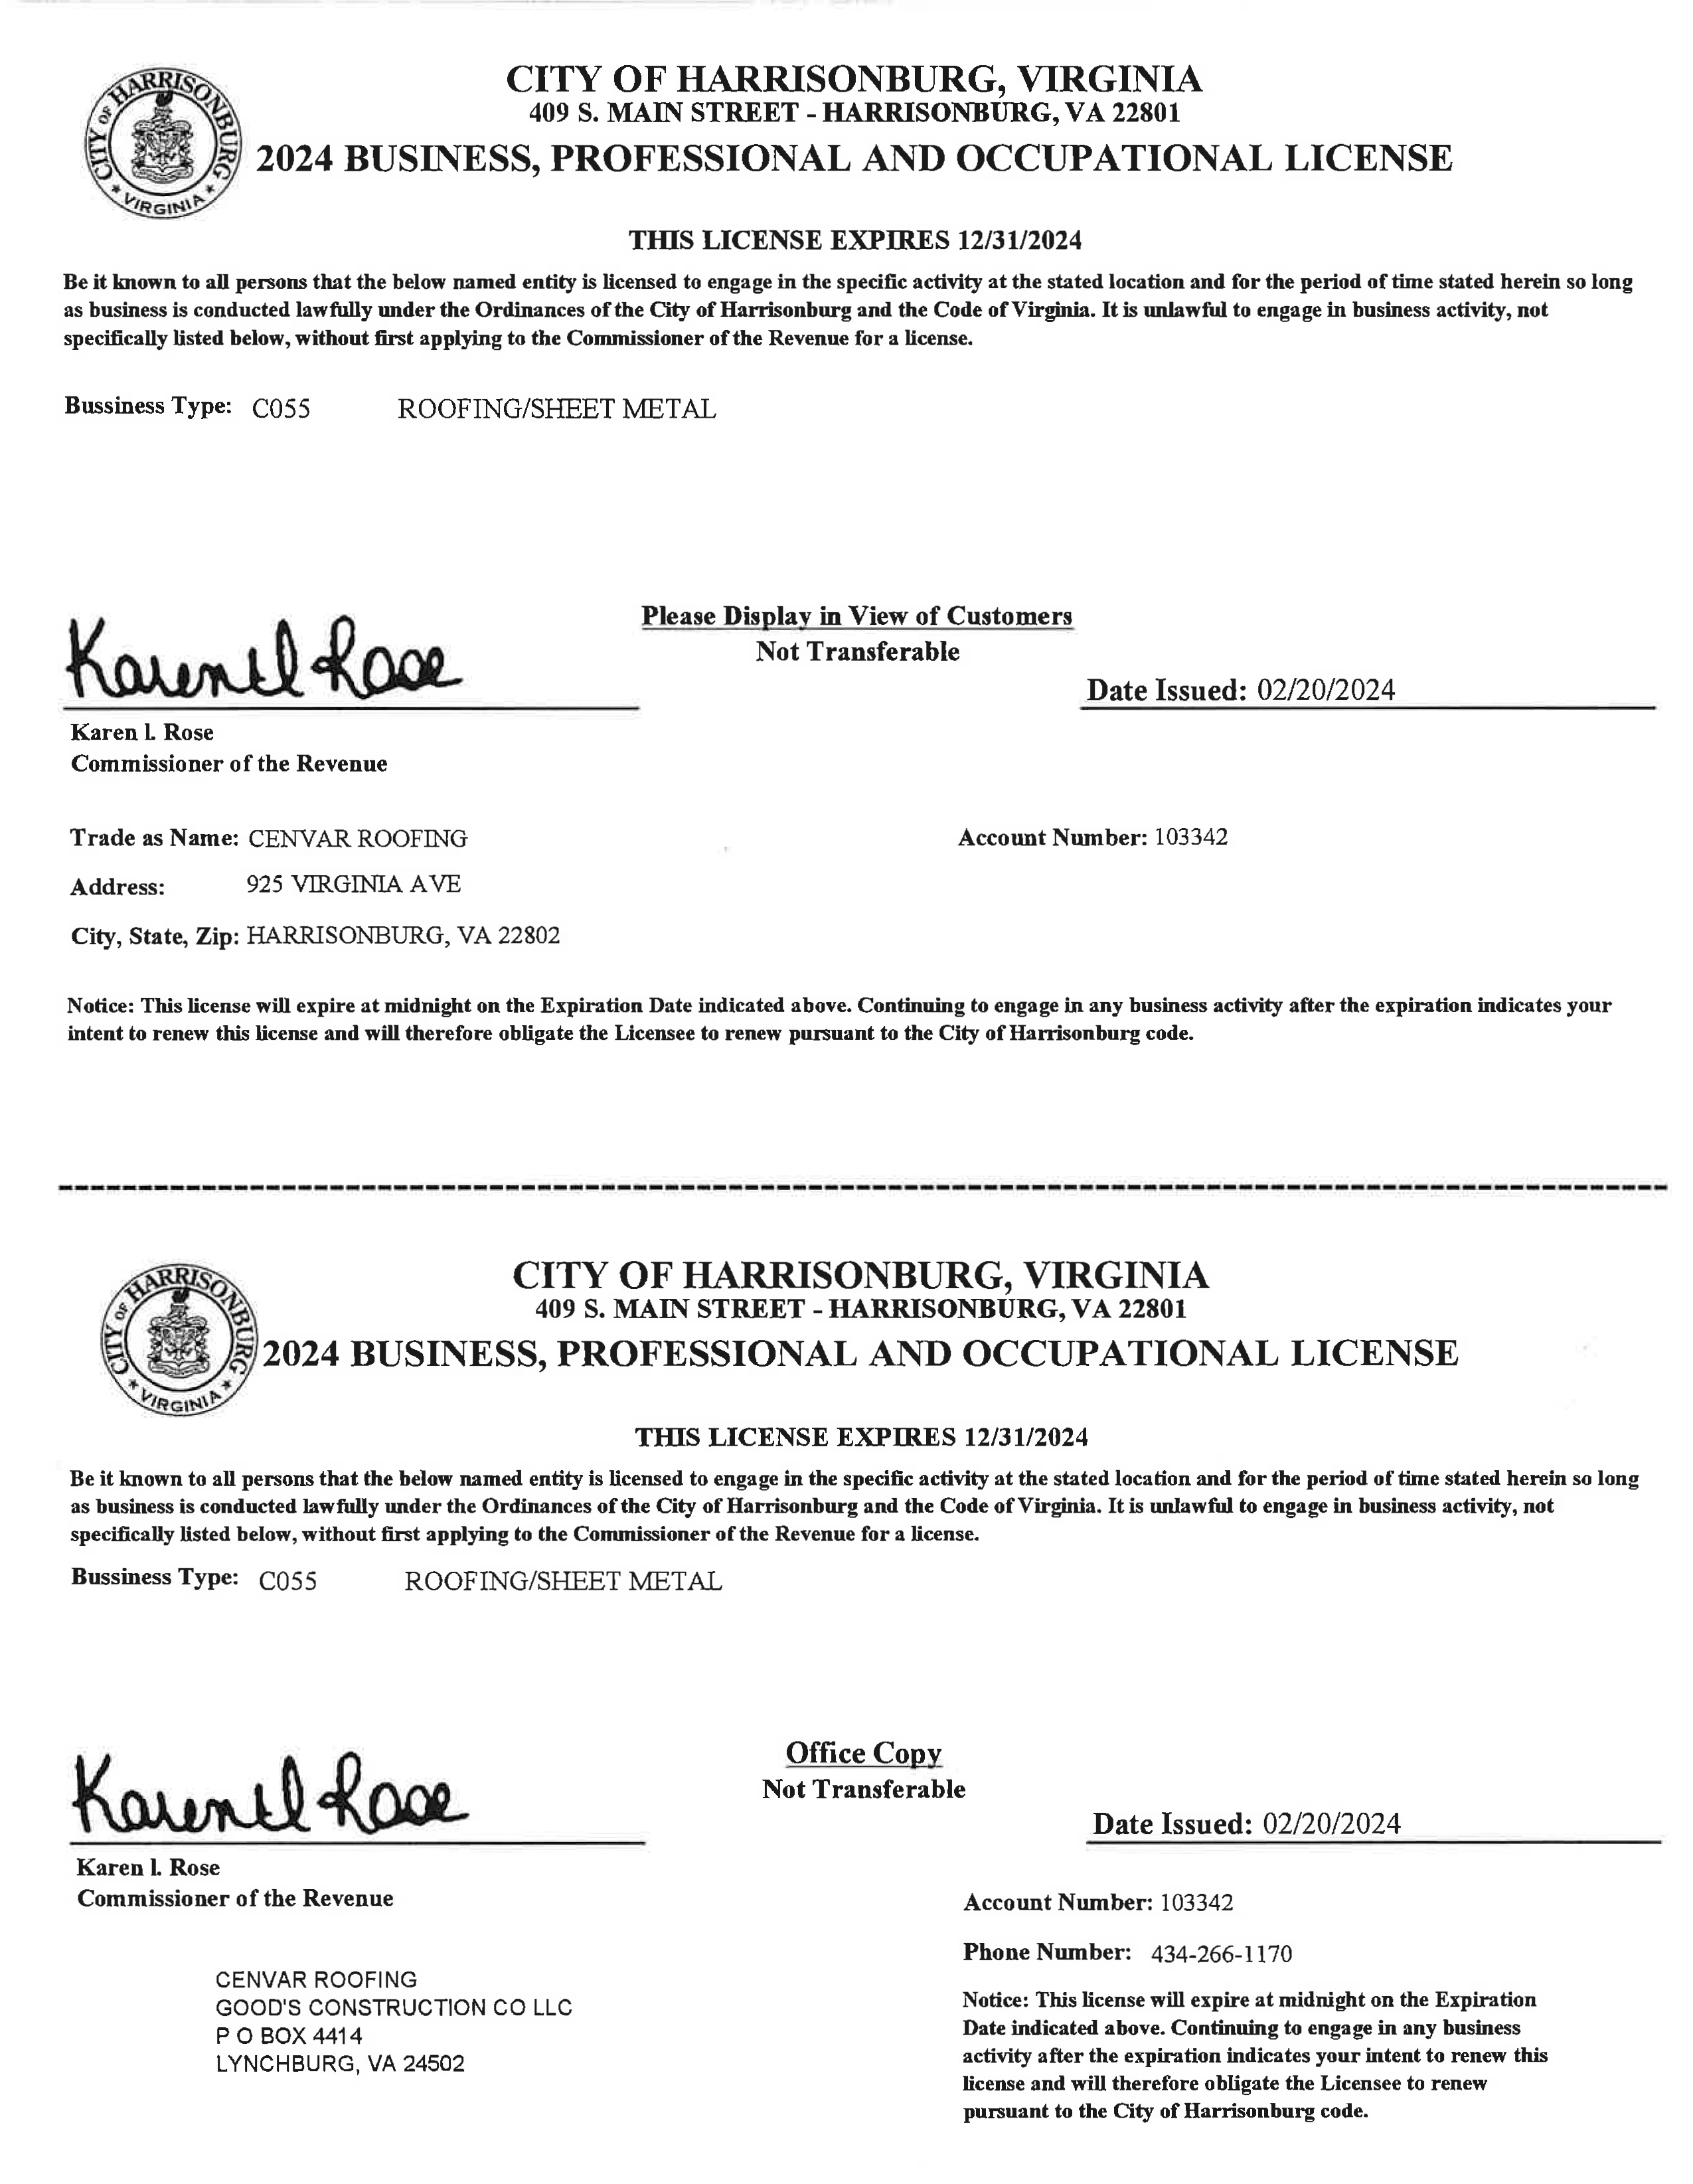 CITY OF HARRISONBURG
★ VIRGINIA ★
CITY OF HARRISONBURG, VIRGINIA
409 S. MAIN STREET - HARRISONBURG, VA 22801
2024 BUSINESS, PROFESSIONAL AND OCCUPATIONAL LICENSE
THIS LICENSE EXPIRES 12/31/2024
Be it known to all persons that the below named entity is licensed to engage in the specific activity at the stated location and for the period of time stated herein so long
as business is conducted lawfully under the Ordinances of the City of Harrisonburg and the Code of Virginia. It is unlawful to engage in business activity, not
specifically listed below, without first applying to the Commissioner of the Revenue for a license.
Bussiness Type: C055 ROOFING/SHEET METAL
Please Display in View of Customers
Not Transferable
Karen I Rose
Date Issued: 02/20/2024
Karen I. Rose
Commissioner of the Revenue
Trade as Name: CENVAR ROOFING
Account Number: 103342
Address: 925 VIRGINIA AVE
City, State, Zip: HARRISONBURG, VA 22802
Notice: This license will expire at midnight on the Expiration Date indicated above. Continuing to engage in any business activity after the expiration indicates your
intent to renew this license and will therefore obligate the Licensee to renew pursuant to the City of Harrisonburg code.
CITY OF HARRISONBURG
★ VIRGINIA ★
CITY OF HARRISONBURG, VIRGINIA
409 S. MAIN STREET - HARRISONBURG, VA 22801
2024 BUSINESS, PROFESSIONAL AND OCCUPATIONAL LICENSE
THIS LICENSE EXPIRES 12/31/2024
Be it known to all persons that the below named entity is licensed to engage in the specific activity at the stated location and for the period of time stated herein so long
as business is conducted lawfully under the Ordinances of the City of Harrisonburg and the Code of Virginia. It is unlawful to engage in business activity, not
specifically listed below, without first applying to the Commissioner of the Revenue for a license.
Bussiness Type: C055 ROOFING/SHEET METAL
Office Copy
Not Transferable
Karen I Rose
Date Issued: 02/20/2024
Karen I. Rose
Commissioner of the Revenue
Account Number: 103342
Phone Number: 434-266-1170
CENVAR ROOFING
GOOD'S CONSTRUCTION CO LLC
P O BOX 4414
LYNCHBURG, VA 24502
Notice: This license will expire at midnight on the Expiration
Date indicated above. Continuing to engage in any business
activity after the expiration indicates your intent to renew this
license and will therefore obligate the Licensee to renew
pursuant to the City of Harrisonburg code.